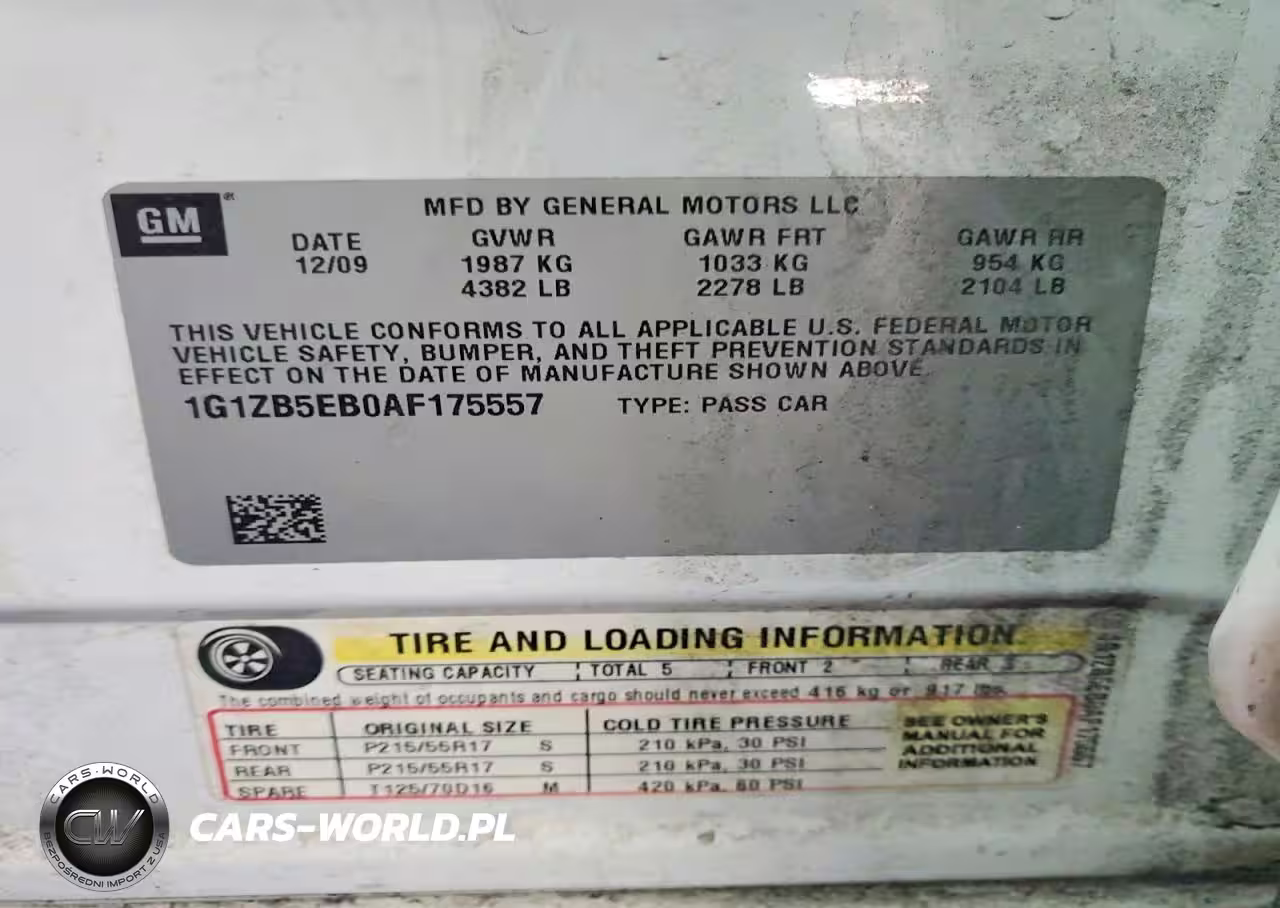 GM ®
MFD BY GENERAL MOTORS LLC
DATE GVWR GAWR FRT GAWR RR
12/09 1987 KG 1033 KG 954 KG
4382 LB 2278 LB 2104 LB
THIS VEHICLE CONFORMS TO ALL APPLICABLE U.S. FEDERAL MOTOR
VEHICLE SAFETY, BUMPER, AND THEFT PREVENTION STANDARDS IN
EFFECT ON THE DATE OF MANUFACTURE SHOWN ABOVE.
1G1ZB5EB0AF175557 TYPE: PASS CAR
TIRE AND LOADING INFORMATION
SEATING CAPACITY TOTAL 5 FRONT 2 REAR 3
The combined weight of occupants and cargo should never exceed 416 kg or 917 lbs.
TIRE ORIGINAL SIZE COLD TIRE PRESSURE
FRONT P215/55R17 S 210 kPa, 30 PSI
REAR P215/55R17 S 210 kPa, 30 PSI
SPARE T125/70D16 M 420 kPa, 60 PSI
SEE OWNER'S
MANUAL FOR
ADDITIONAL
INFORMATION
CARS-WORLD
CW
BEZPOŚREDNI IMPORT Z USA
CARS-WORLD.PL